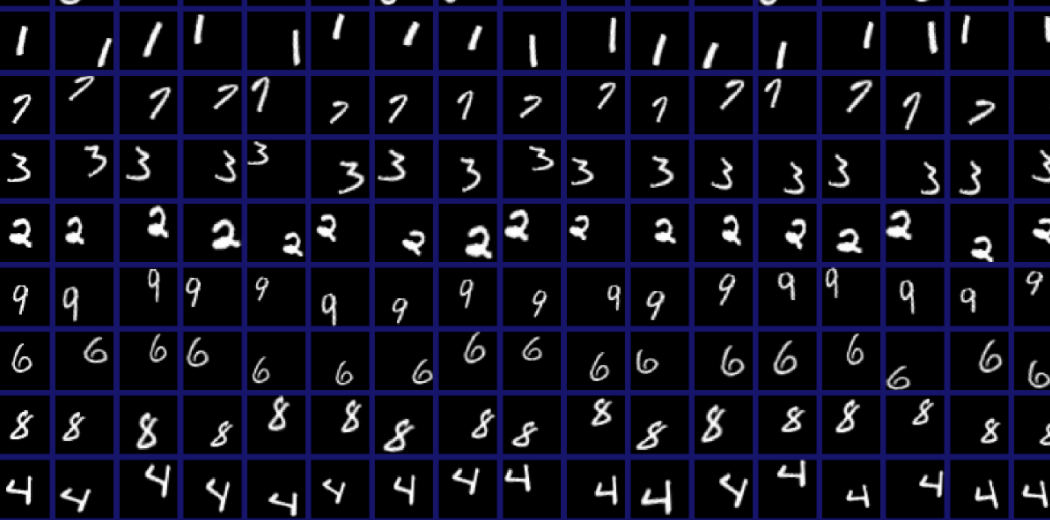 1 1 1 1 1 1 1 1 1 1 1 1 1 1 1 1
7 7 7 7 7 7 7 7 7 7 7 7 7 7 7 7
3 3 3 3 3 3 3 3 3 3 3 3 3 3 3 3 3
2 2 2 2 2 2 2 2 2 2 2 2 2 2 2 2 2
9 9 9 9 9 9 9 9 9 9 9 9 9 9 9 9 9
6 6 6 6 6 6 6 6 6 6 6 6 6 6 6 6 6
8 8 8 8 8 8 8 8 8 8 8 8 8 8 8 8
4 4 4 4 4 4 4 4 4 4 4 4 4 4 4 4 4